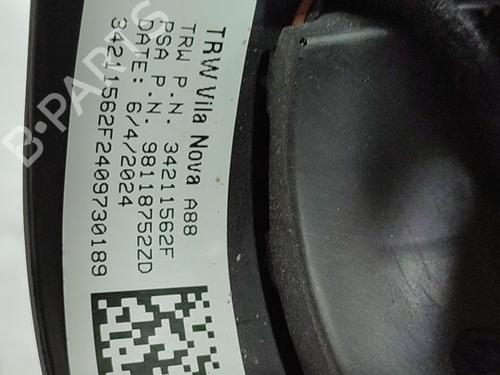 TRW Vila Nova A88
TRW P.N. 34211562F
PSA P.N. 98118752ZD
DATE: 6/4/2024
34211562F2409730189
B-PARTS